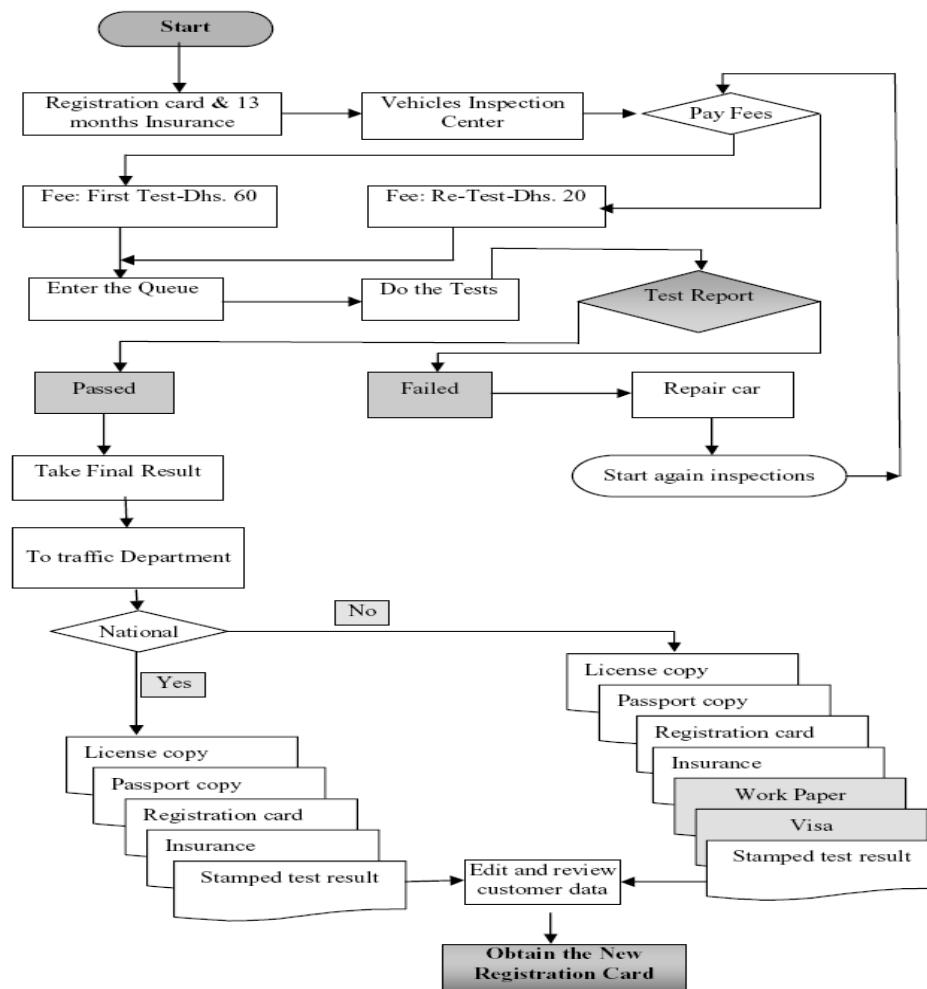 Start
Registration card & 13
months Insurance
Vehicles Inspection
Center
Pay Fees
Fee: First Test-Dhs. 60
Fee: Re-Test-Dhs. 20
Enter the Queue
Do the Tests
Test Report
Passed
Failed
Repair car
Take Final Result
Start again inspections
To traffic Department
National
No
Yes
License copy
Passport copy
Registration card
Insurance
Work Paper
Visa
Stamped test result
License copy
Passport copy
Registration card
Insurance
Stamped test result
Edit and review
customer data
Obtain the New
Registration Card